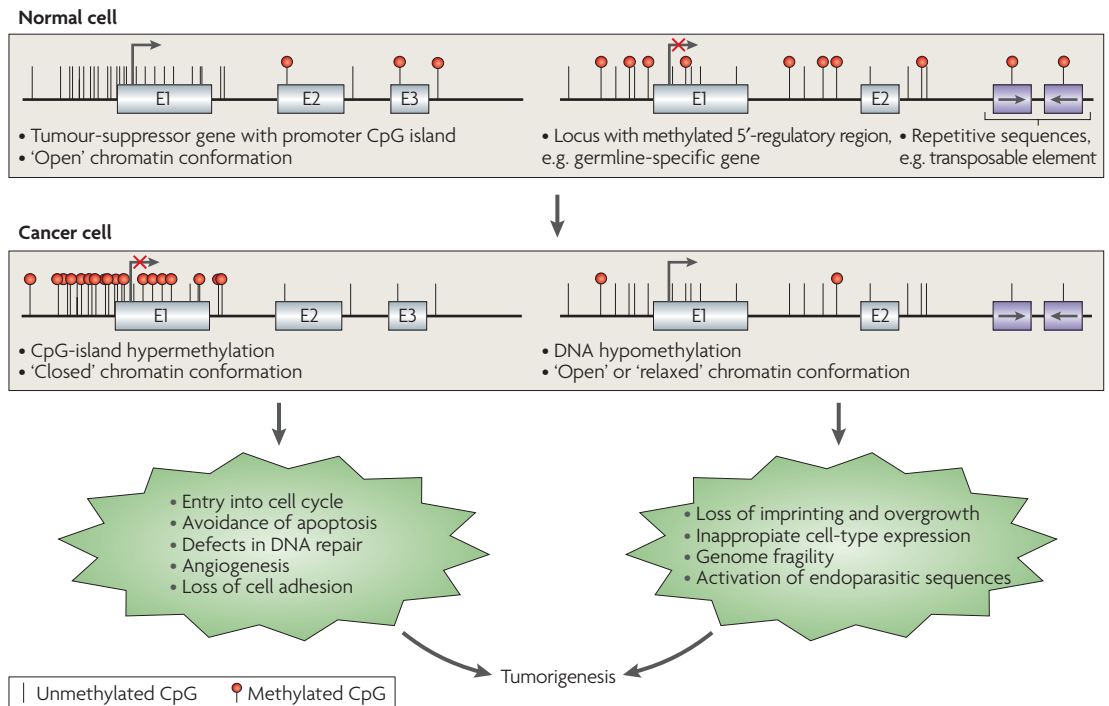 Normal cell
E1
E2
E3
E1
E2
• Tumour-suppressor gene with promoter CpG island
• ‘Open’ chromatin conformation
• Locus with methylated 5′-regulatory region,
e.g. germline-specific gene
• Repetitive sequences,
e.g. transposable element
Cancer cell
E1
E2
E3
E1
E2
• CpG-island hypermethylation
• ‘Closed’ chromatin conformation
• DNA hypomethylation
• ‘Open’ or ‘relaxed’ chromatin conformation
• Entry into cell cycle
• Avoidance of apoptosis
• Defects in DNA repair
• Angiogenesis
• Loss of cell adhesion
• Loss of imprinting and overgrowth
• Inappropiate cell-type expression
• Genome fragility
• Activation of endoparasitic sequences
Tumorigenesis
Unmethylated CpG
Methylated CpG